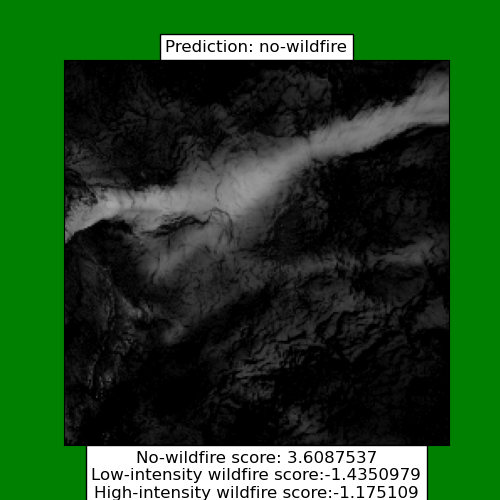 Prediction: no-wildfire
No-wildfire score: 3.6087537
Low-intensity wildfire score:-1.4350979
High-intensity wildfire score:-1.175109